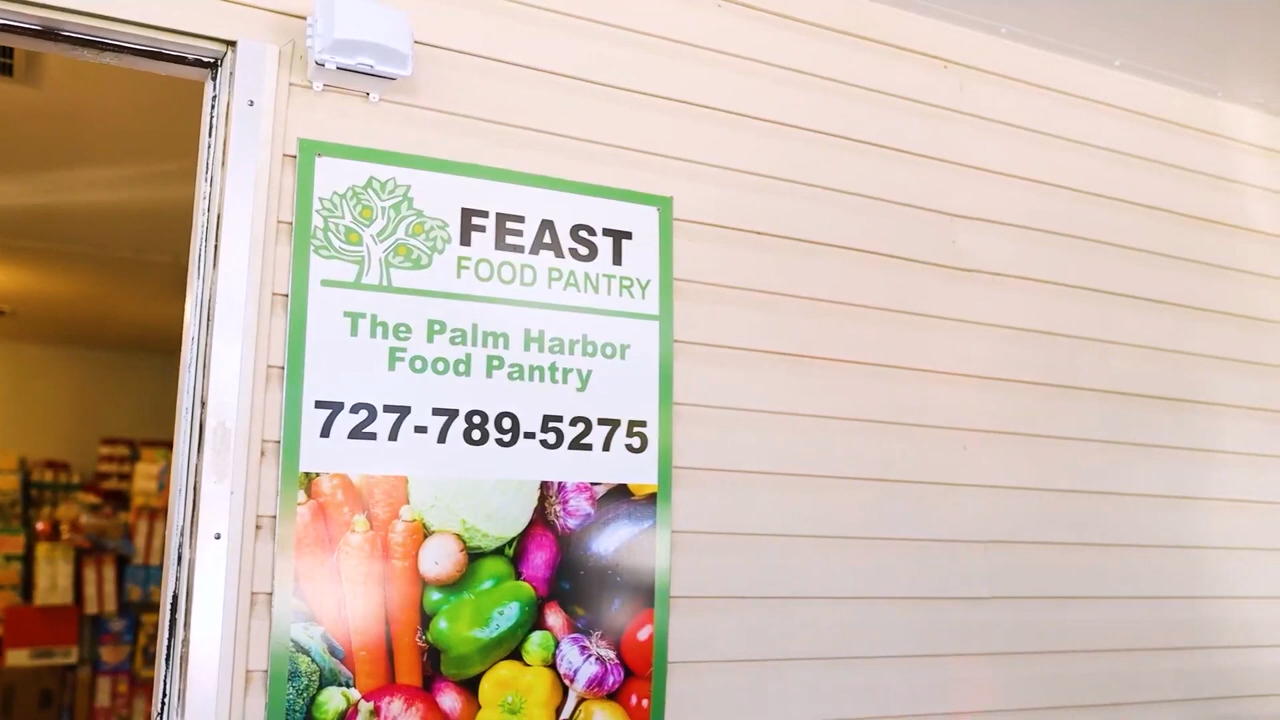 FEAST
FOOD PANTRY
The Palm Harbor
Food Pantry
727-789-5275